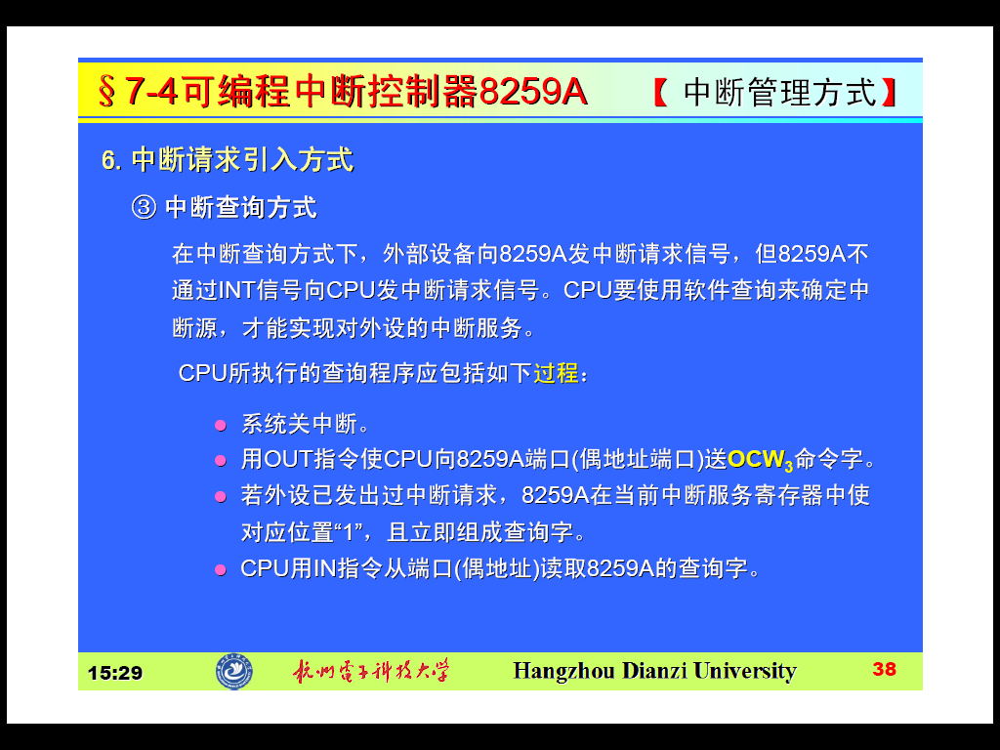 §7-4可编程中断控制器8259A 【 中断管理方式】
6. 中断请求引入方式
③ 中断查询方式
在中断查询方式下，外部设备向8259A发中断请求信号，但8259A不
通过INT信号向CPU发中断请求信号。CPU要使用软件查询来确定中
断源，才能实现对外设的中断服务。
CPU所执行的查询程序应包括如下过程：
● 系统关中断。
● 用OUT指令使CPU向8259A端口(偶地址端口)送OCW3命令字。
● 若外设已发出过中断请求，8259A在当前中断服务寄存器中使
对应位置“1”，且立即组成查询字。
● CPU用IN指令从端口(偶地址)读取8259A的查询字。
15:29 杭州电子科技大学 Hangzhou Dianzi University 38